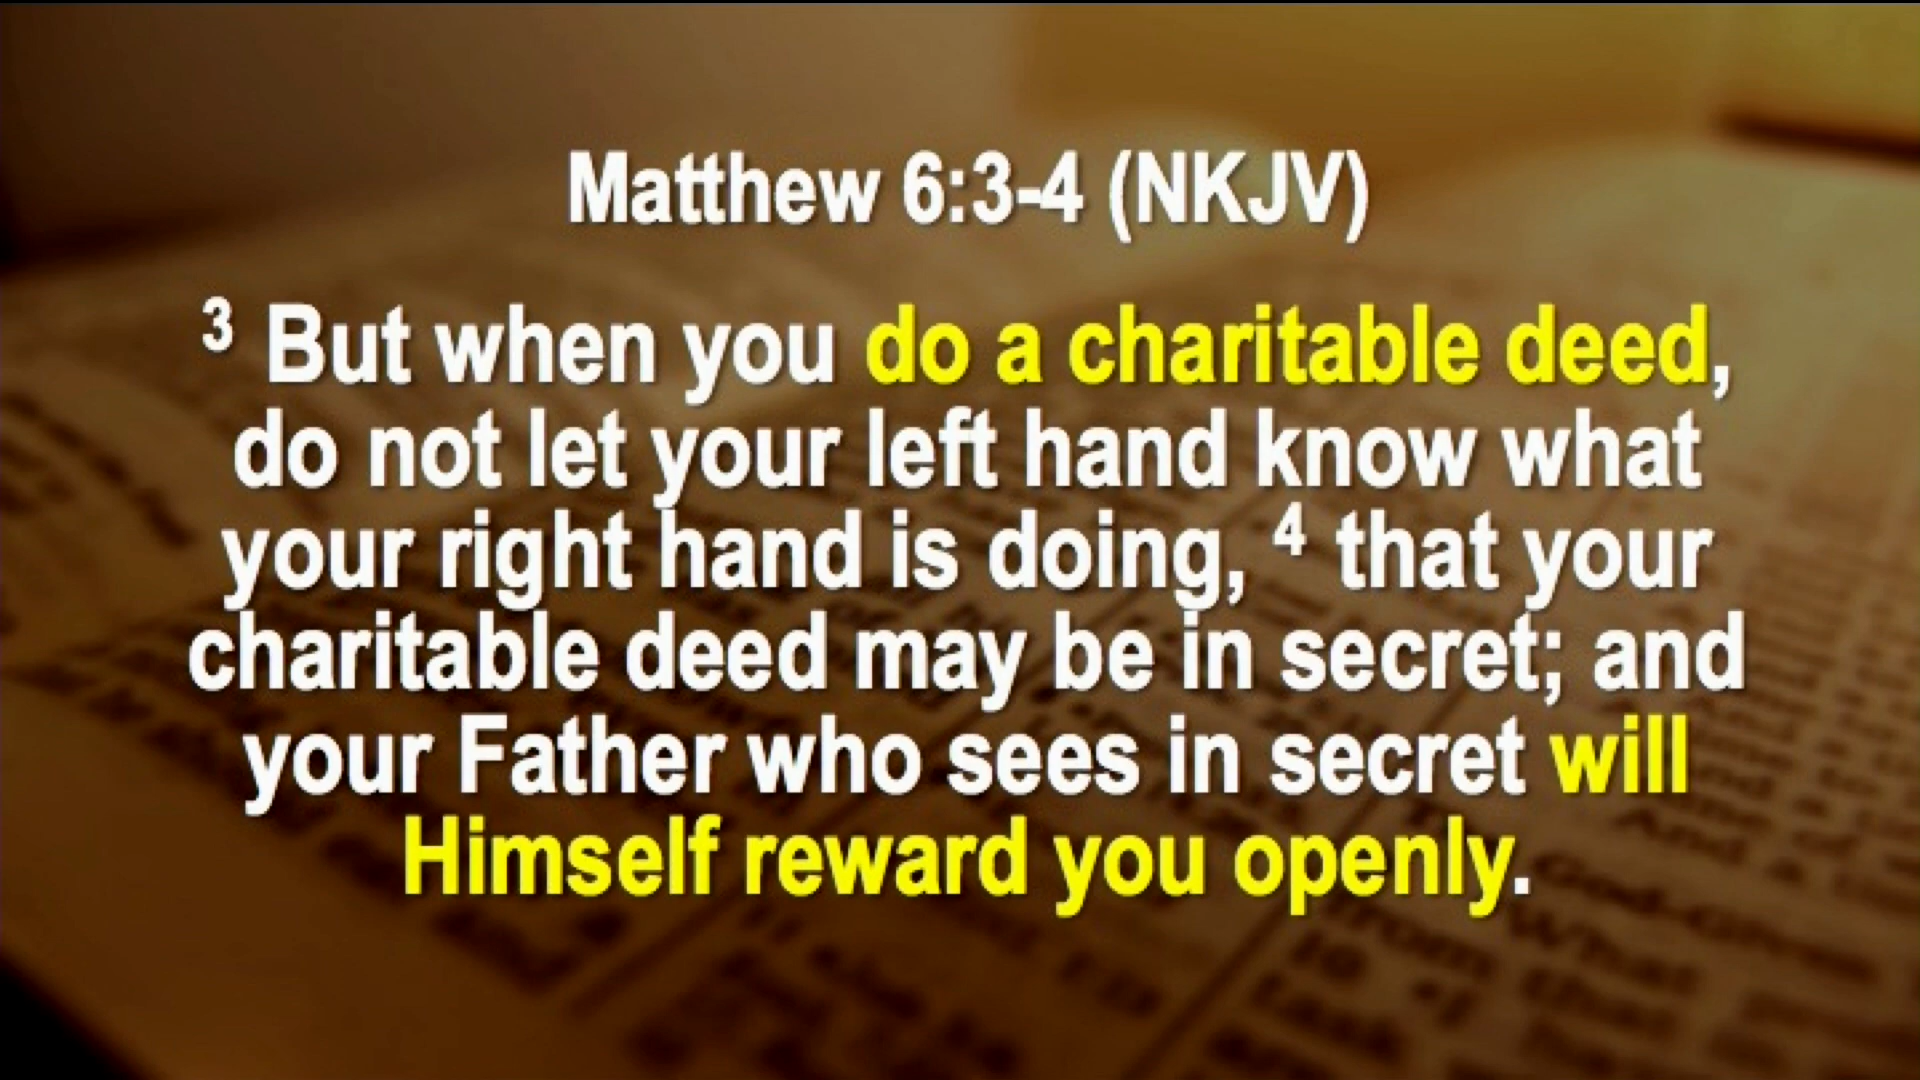 Matthew 6:3-4 (NKJV)
³ But when you do a charitable deed,
do not let your left hand know what
your right hand is doing, ⁴ that your
charitable deed may be in secret; and
your Father who sees in secret will
Himself reward you openly.